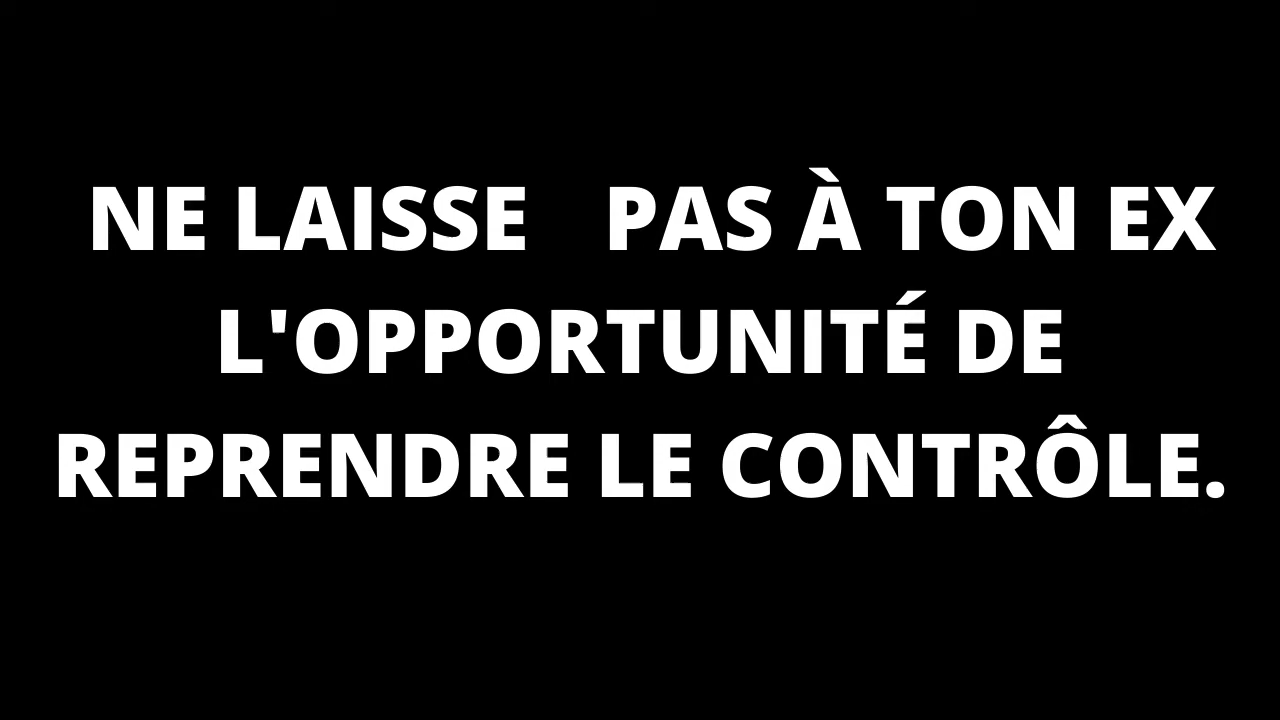 NE LAISSE   PAS À TON EX
L'OPPORTUNITÉ DE
REPRENDRE LE CONTRÔLE.